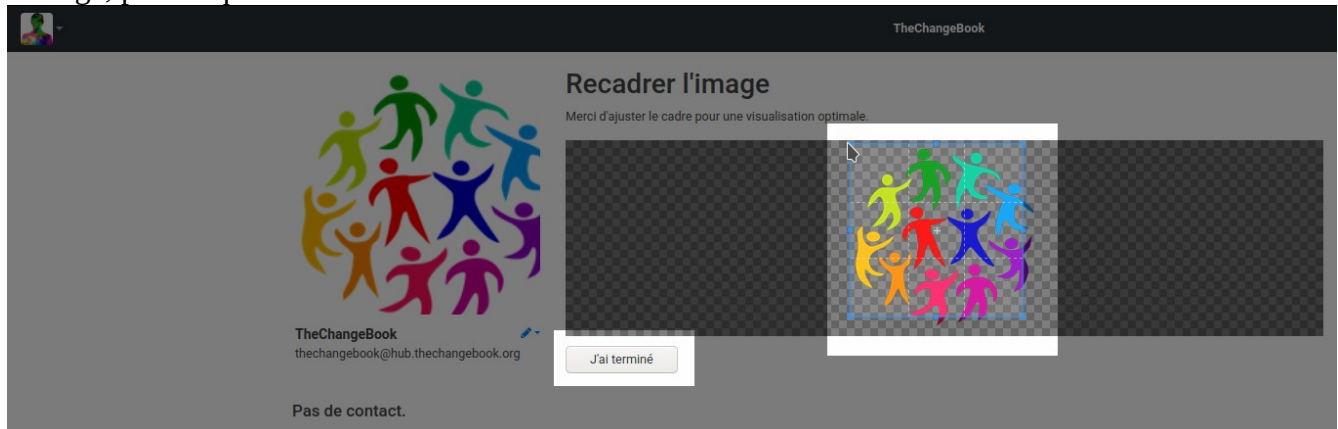 TheChangeBook
Recadrer l'image
Merci d'ajuster le cadre pour une visualisation optimale.
TheChangeBook
thechangebook@hub.thechangebook.org
J'ai terminé
Pas de contact.